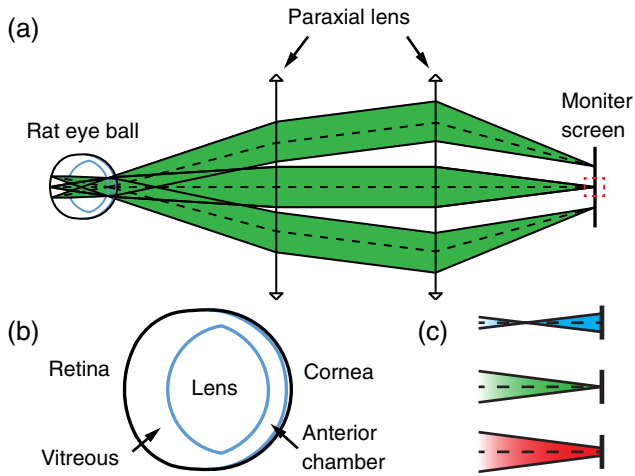 (a)
Paraxial lens
Rat eye ball
Moniter
screen
(b)
(c)
Retina
Lens
Cornea
Vitreous
Anterior
chamber